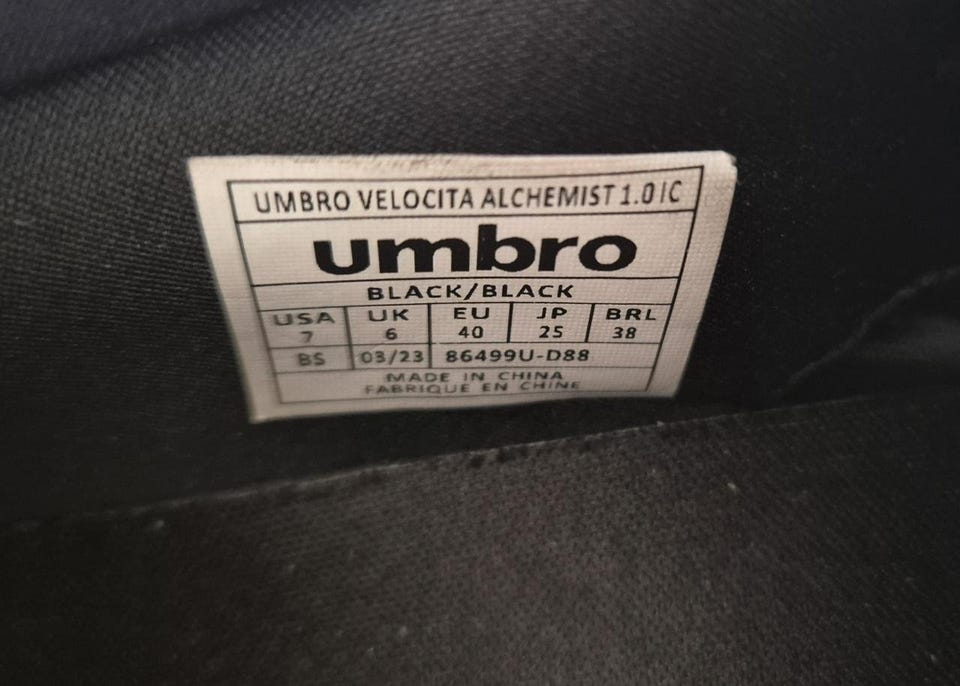 UMBRO VELOCITA ALCHEMIST 1.0 IC
umbro
BLACK/BLACK
USA UK EU JP BRL
7 6 40 25 38
BS 03/23 86499U-D88
MADE IN CHINA
FABRIQUE EN CHINE